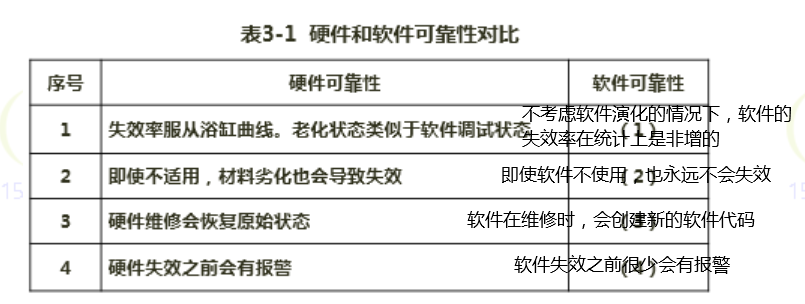 表3-1 硬件和软件可靠性对比
序号 硬件可靠性 软件可靠性
1 失效率服从浴缸曲线。老化状态类似于软件调试状态 (1) 不考虑软件演化的情况下，软件的
失效率在统计上是非增的
2 即使不适用，材料劣化也会导致失效 (2) 即使软件不使用，也永远不会失效
3 硬件维修会恢复原始状态 (3) 软件在维修时，会创建新的软件代码
4 硬件失效之前会有报警 (4) 软件失效之前很少会有报警
15 15